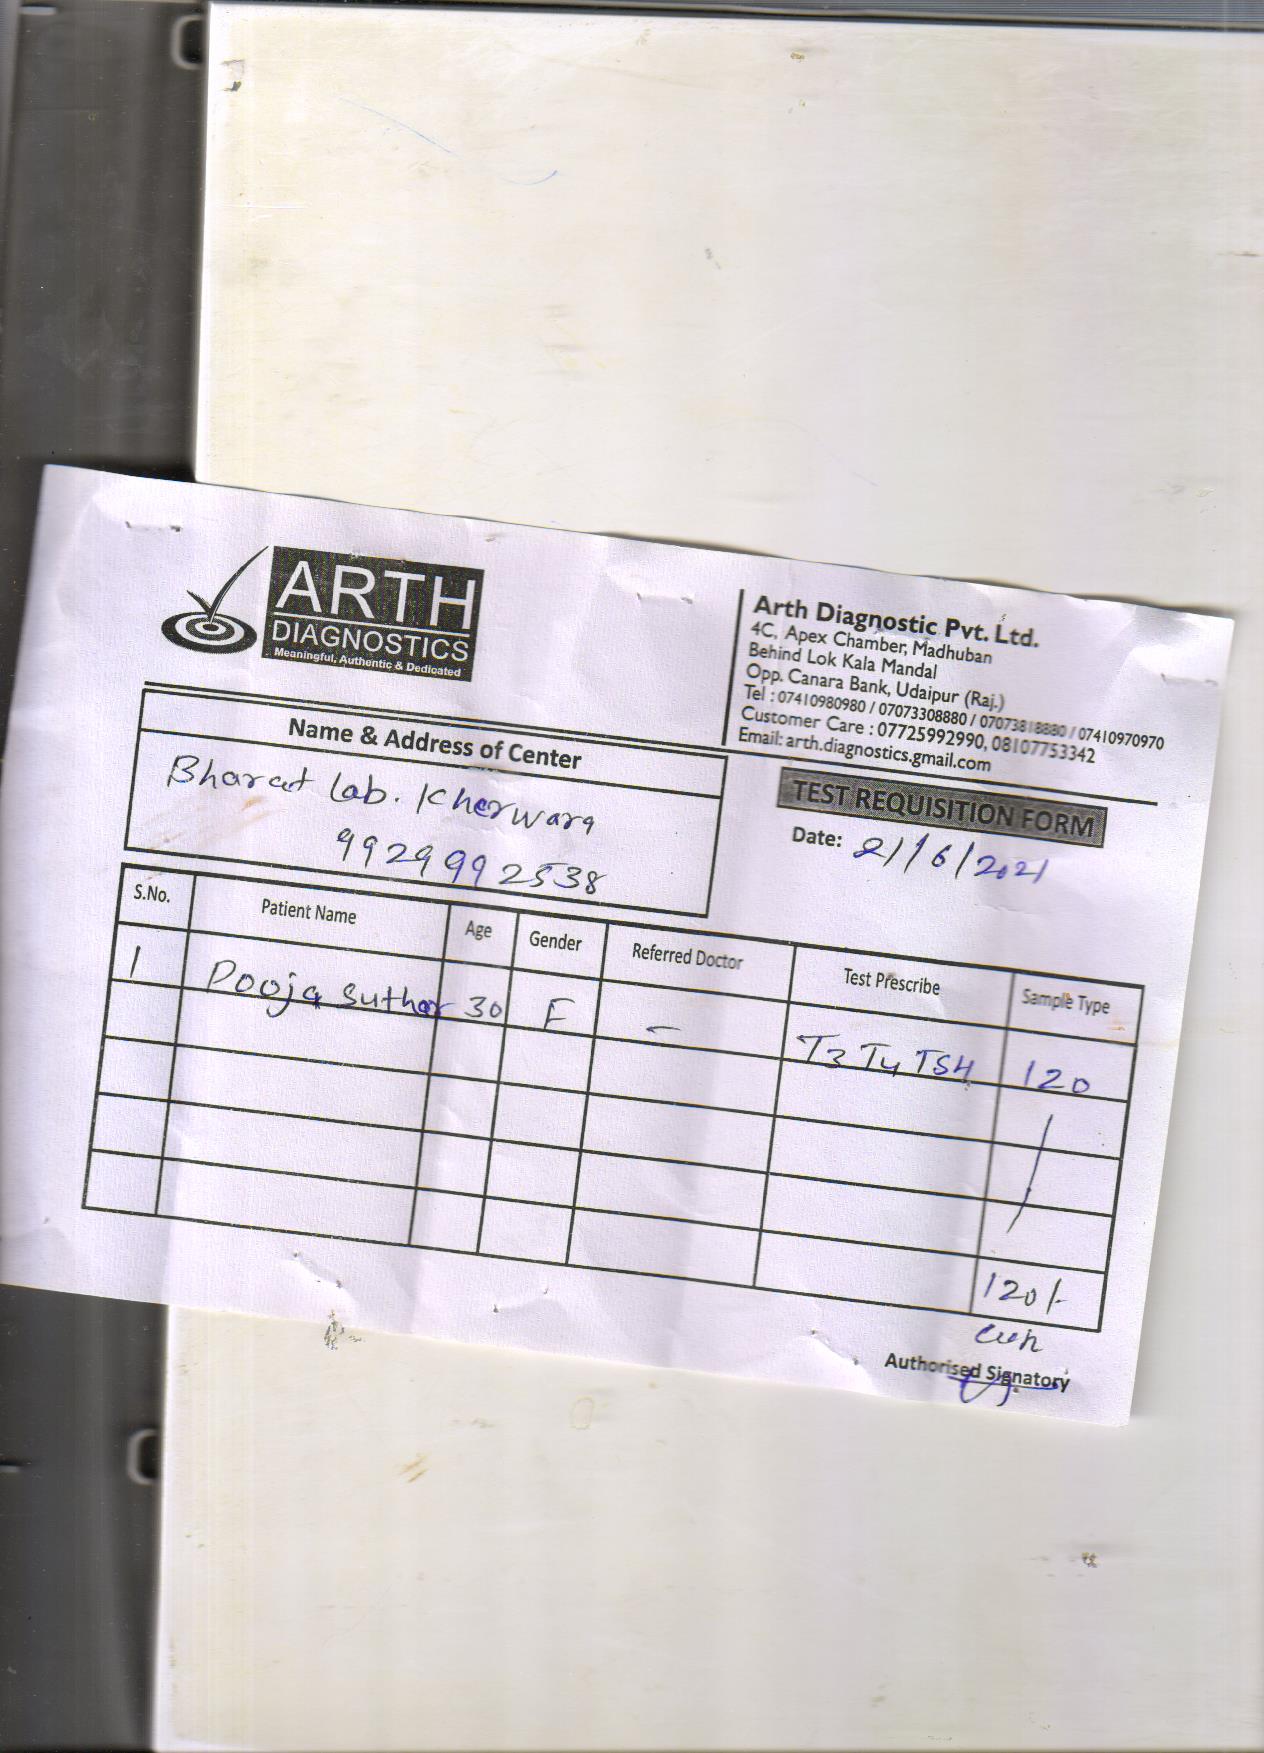 ARTH
DIAGNOSTICS
Meaningful, Authentic & Dedicated
Arth Diagnostic Pvt. Ltd.
4C, Apex Chamber, Madhuban
Behind Lok Kala Mandal
Opp. Canara Bank, Udaipur (Raj.)
Tel : 07410980980 / 07073308880 / 07073818880 / 07410970970
Customer Care : 07725992990, 08107753342
Email: arth.diagnostics.gmail.com
Name & Address of Center
Bharat Lab. Kherwara
9929992538
TEST REQUISITION FORM
Date: 21/6/2021
S.No. Patient Name Age Gender Referred Doctor Test Prescribe Sample Type
1 Pooja Suthar 30 F - T3 T4 TSH 120
120/-
Authorised Signatory